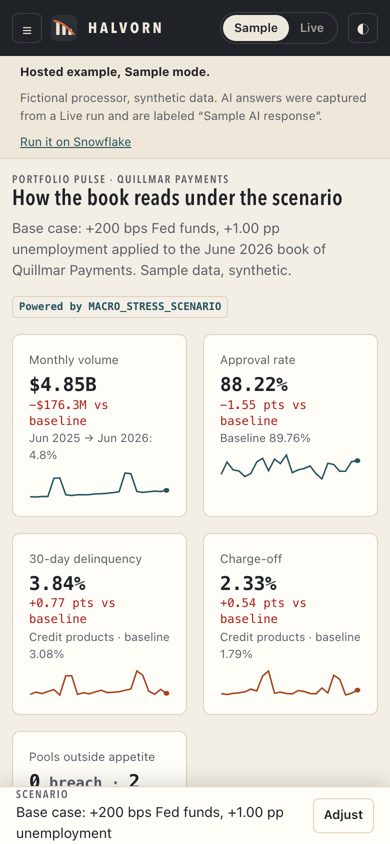 HALVORN
Sample
Live
Hosted example, Sample mode.
Fictional processor, synthetic data. AI answers were captured
from a Live run and are labeled “Sample AI response”.
Run it on Snowflake
PORTFOLIO PULSE · QUILLMAR PAYMENTS
How the book reads under the scenario
Base case: +200 bps Fed funds, +1.00 pp
unemployment applied to the June 2026 book of
Quillmar Payments. Sample data, synthetic.
Powered by MACRO_STRESS_SCENARIO
Monthly volume
$4.85B
−$176.3M vs
baseline
Jun 2025 → Jun 2026:
4.8%
Approval rate
88.22%
−1.55 pts vs
baseline
Baseline 89.76%
30-day delinquency
3.84%
+0.77 pts vs
baseline
Credit products · baseline
3.08%
Charge-off
2.33%
+0.54 pts vs
baseline
Credit products · baseline
1.79%
Pools outside appetite
0 breach · 2
SCENARIO
Base case: +200 bps Fed funds, +1.00 pp
unemployment
Adjust